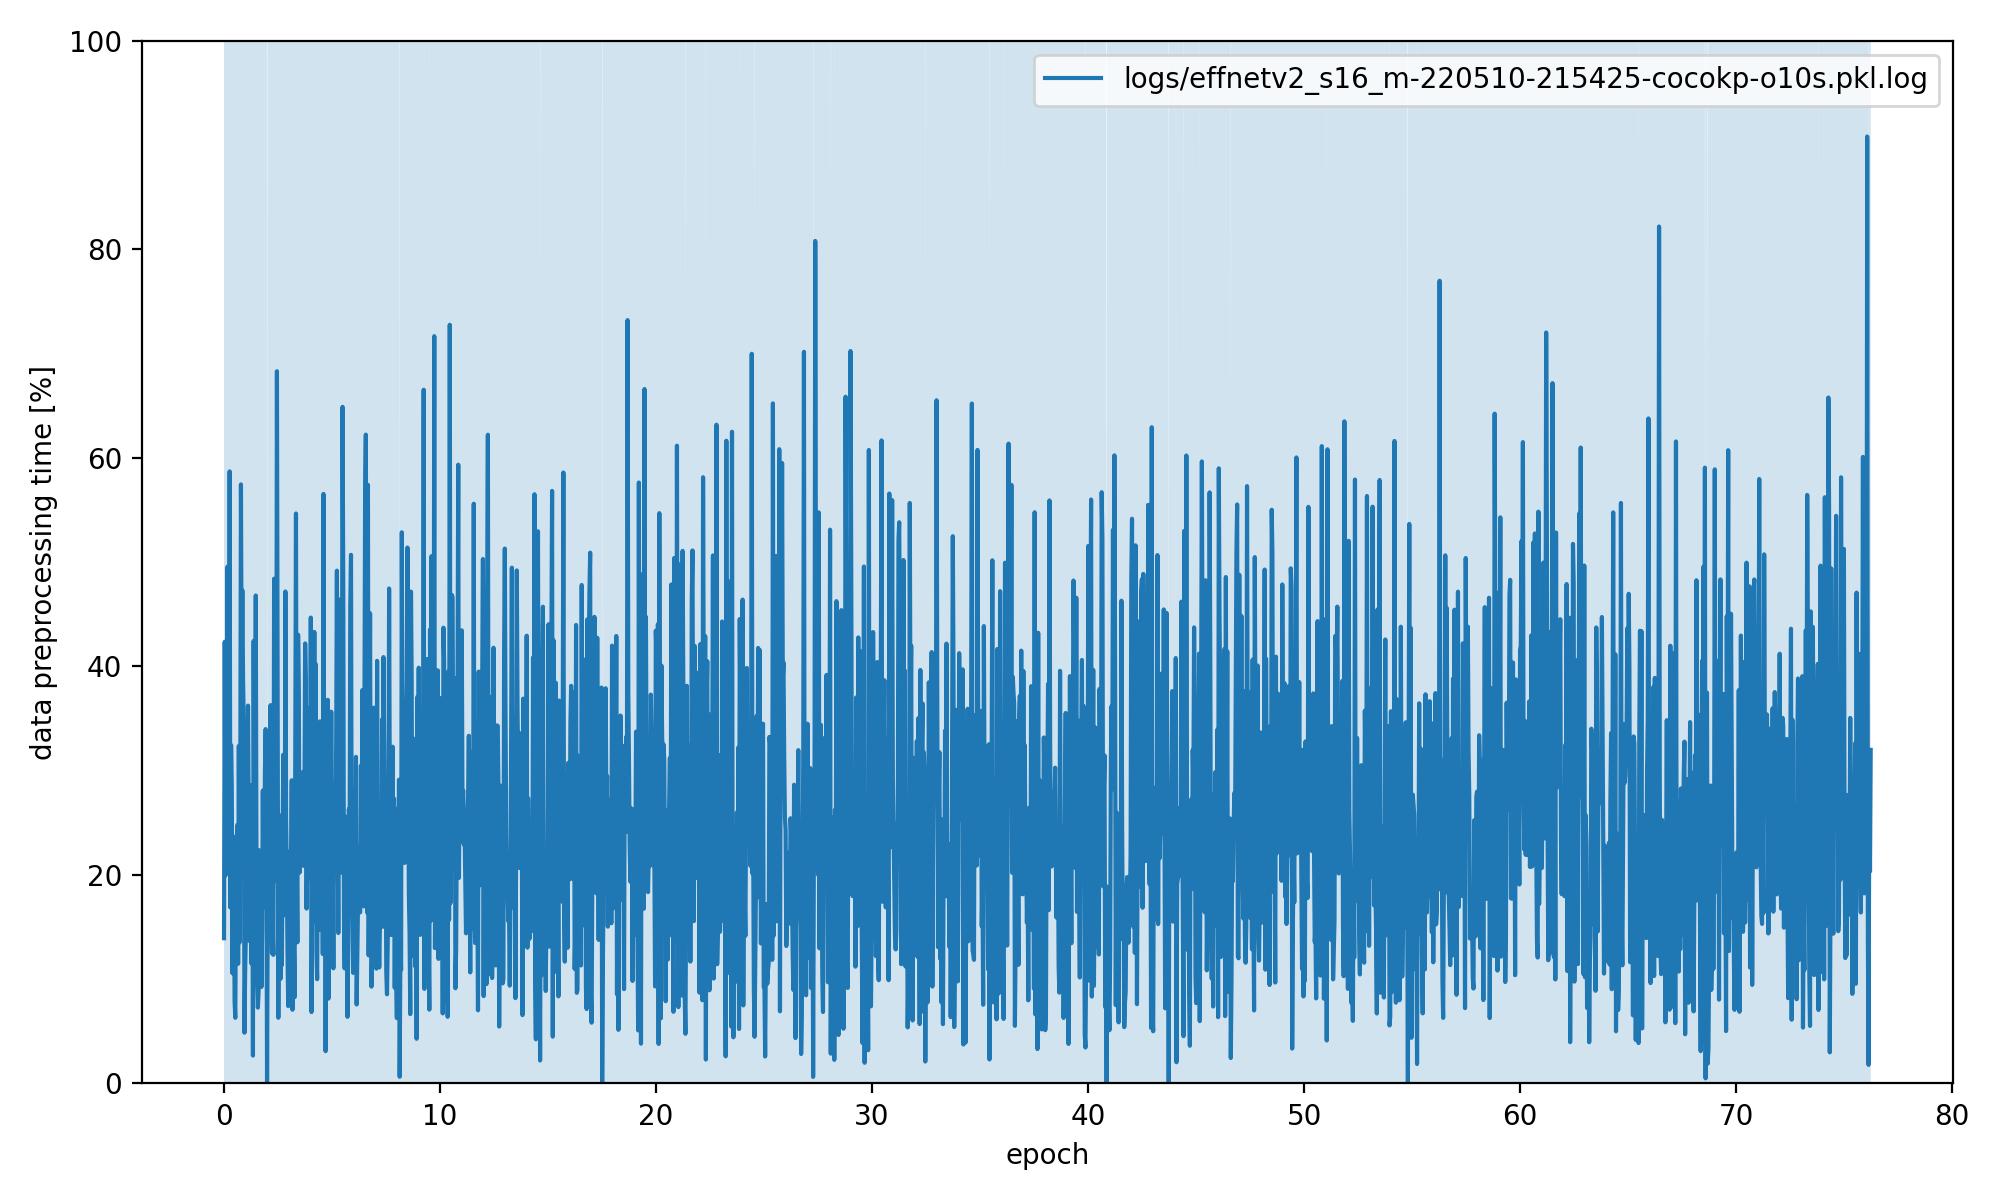 100
80
60
40
20
0
data preprocessing time [%]
logs/effnetv2_s16_m-220510-215425-cocokp-o10s.pkl.log
0 10 20 30 40 50 60 70 80
epoch